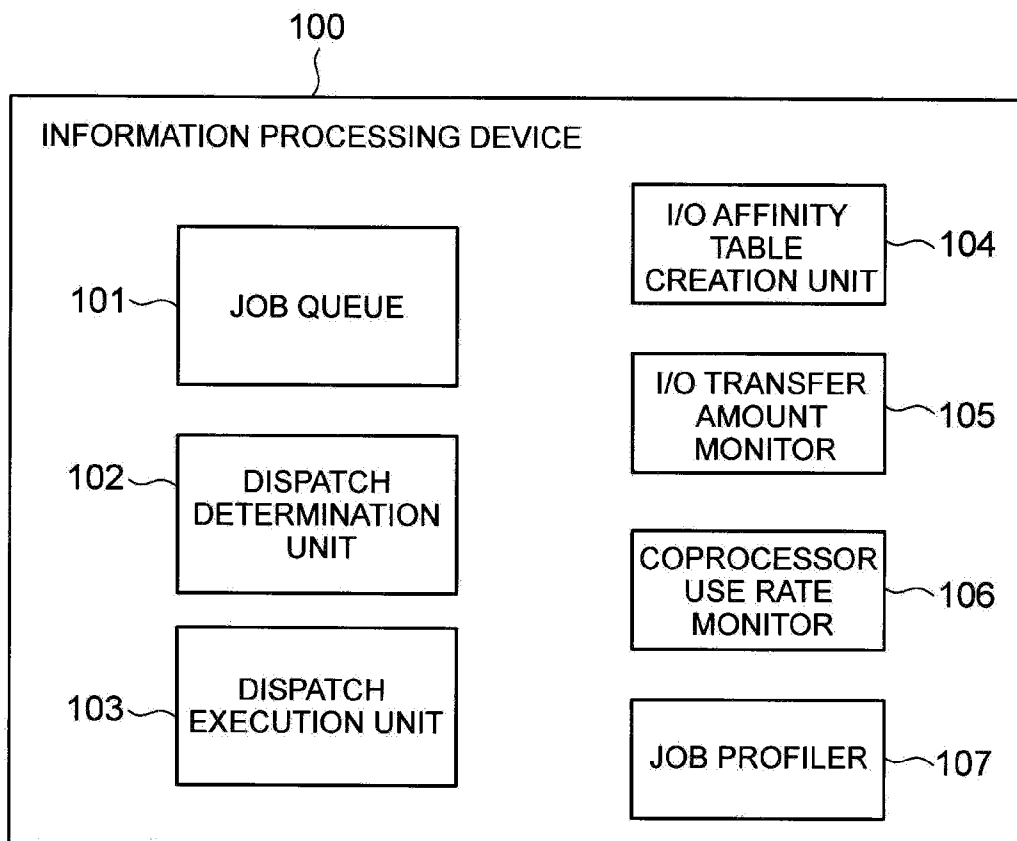 100
INFORMATION PROCESSING DEVICE
101
JOB QUEUE
102
DISPATCH
DETERMINATION
UNIT
103
DISPATCH
EXECUTION UNIT
I/O AFFINITY
TABLE
CREATION UNIT
104
I/O TRANSFER
AMOUNT
MONITOR
105
COPROCESSOR
USE RATE
MONITOR
106
JOB PROFILER
107